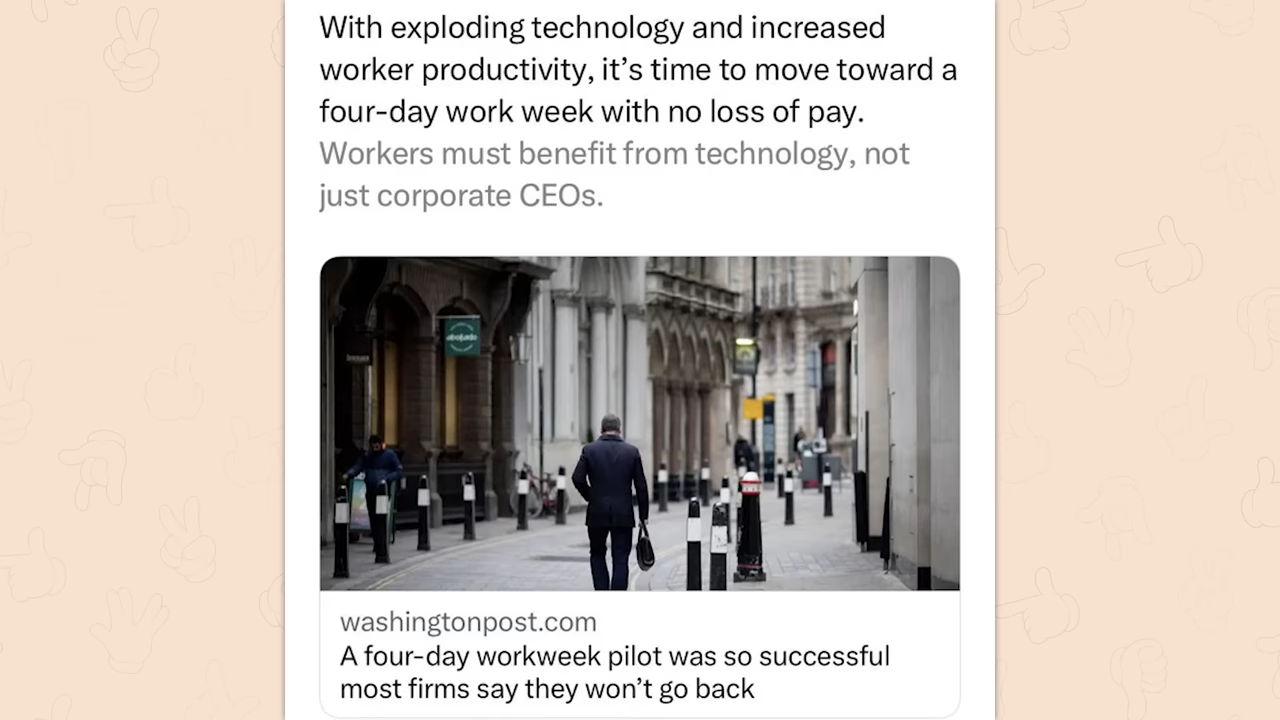 With exploding technology and increased
worker productivity, it’s time to move toward a
four-day work week with no loss of pay.
Workers must benefit from technology, not
just corporate CEOs.
abokado
washingtonpost.com
A four-day workweek pilot was so successful
most firms say they won’t go back